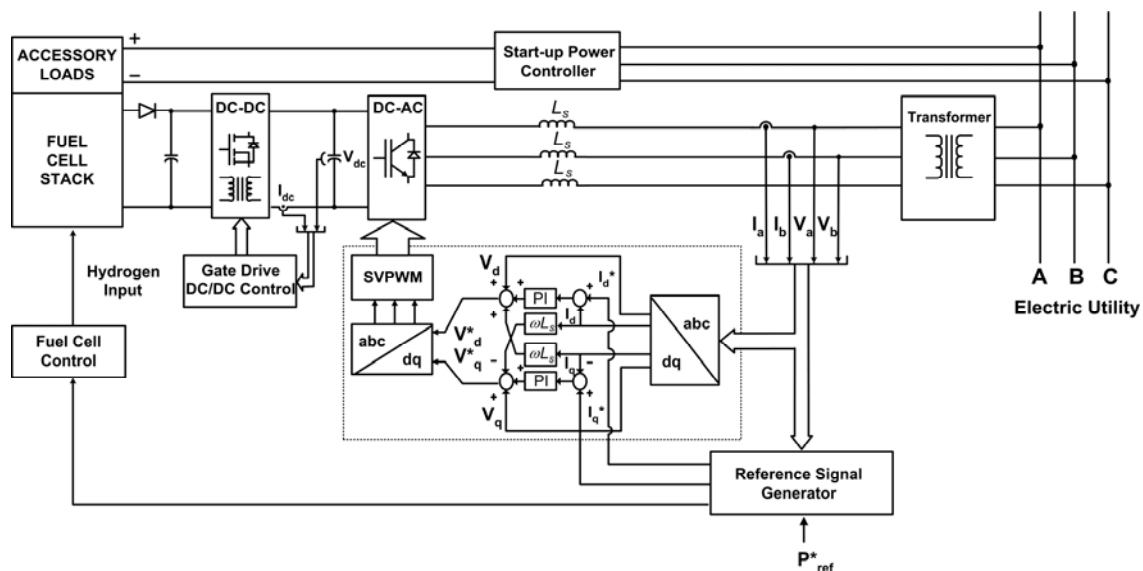 ACCESSORY
LOADS
+
−
Start-up Power
Controller
FUEL
CELL
STACK
DC-DC
DC-AC
V_dc
I_dc
L_s
L_s
L_s
Transformer
I_a I_b V_a V_b
A B C
Electric Utility
Hydrogen
Input
Gate Drive
DC/DC Control
SVPWM
abc
dq
V*_d
V*_q
V_d
+
+
+
PI
+
I_d*
I_d
-
ωL_s
ωL_s
I_q
-
+
+
PI
+
I_q*
V_q
abc
dq
Fuel Cell
Control
Reference Signal
Generator
P*_ref